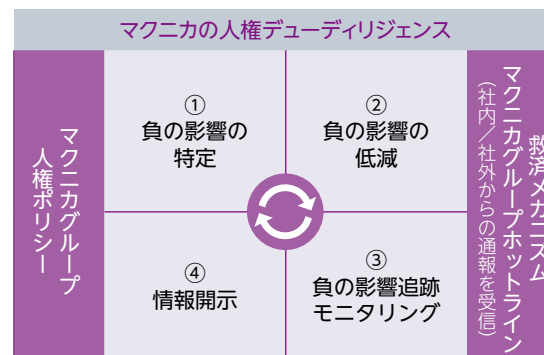 マクニカの人権デューディリジェンス
マクニカグループ
人権ポリシー
①
負の影響の
特定
②
負の影響の
低減
③
負の影響追跡
モニタリング
④
情報開示
救済メカニズム
マクニカグループホットライン
（社内／社外からの通報を受信）